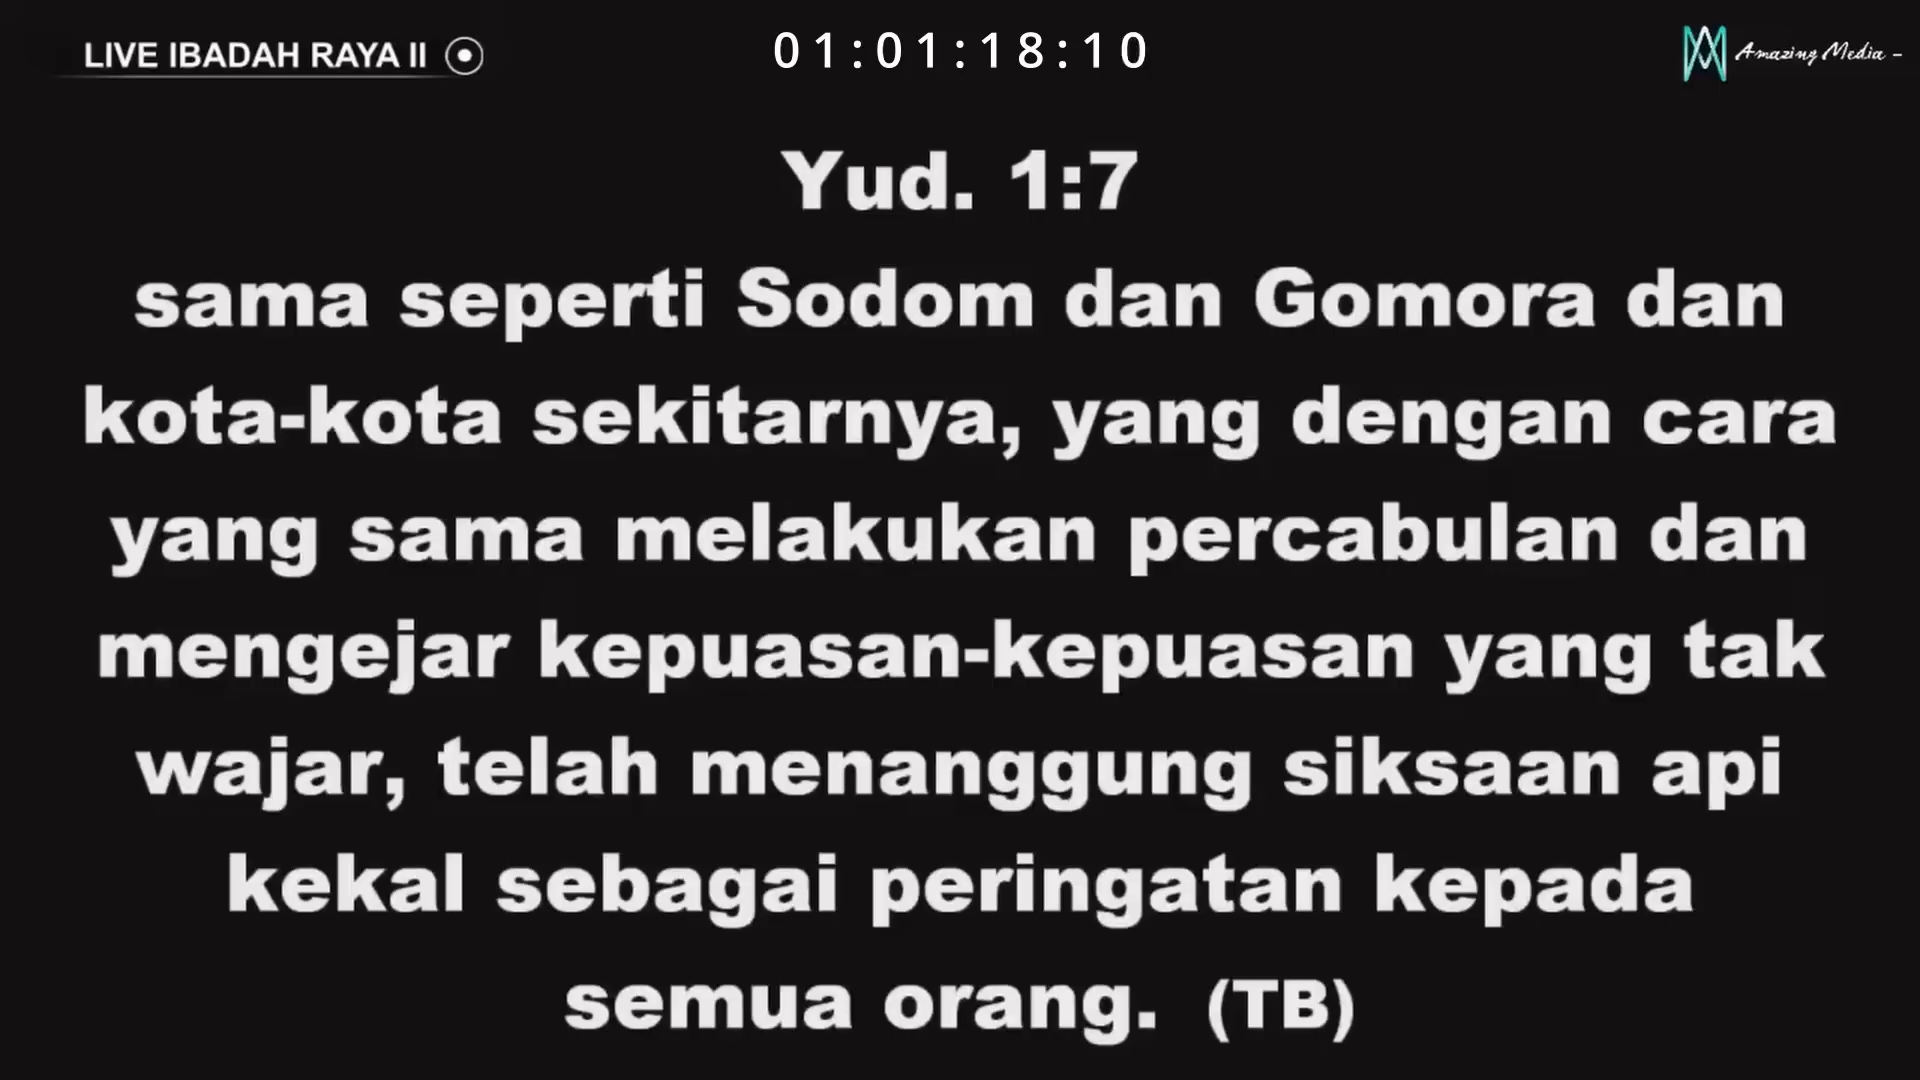 LIVE IBADAH RAYA II
01:01:18:10
Amazing Media -
Yud. 1:7
sama seperti Sodom dan Gomora dan
kota-kota sekitarnya, yang dengan cara
yang sama melakukan percabulan dan
mengejar kepuasan-kepuasan yang tak
wajar, telah menanggung siksaan api
kekal sebagai peringatan kepada
semua orang. (TB)